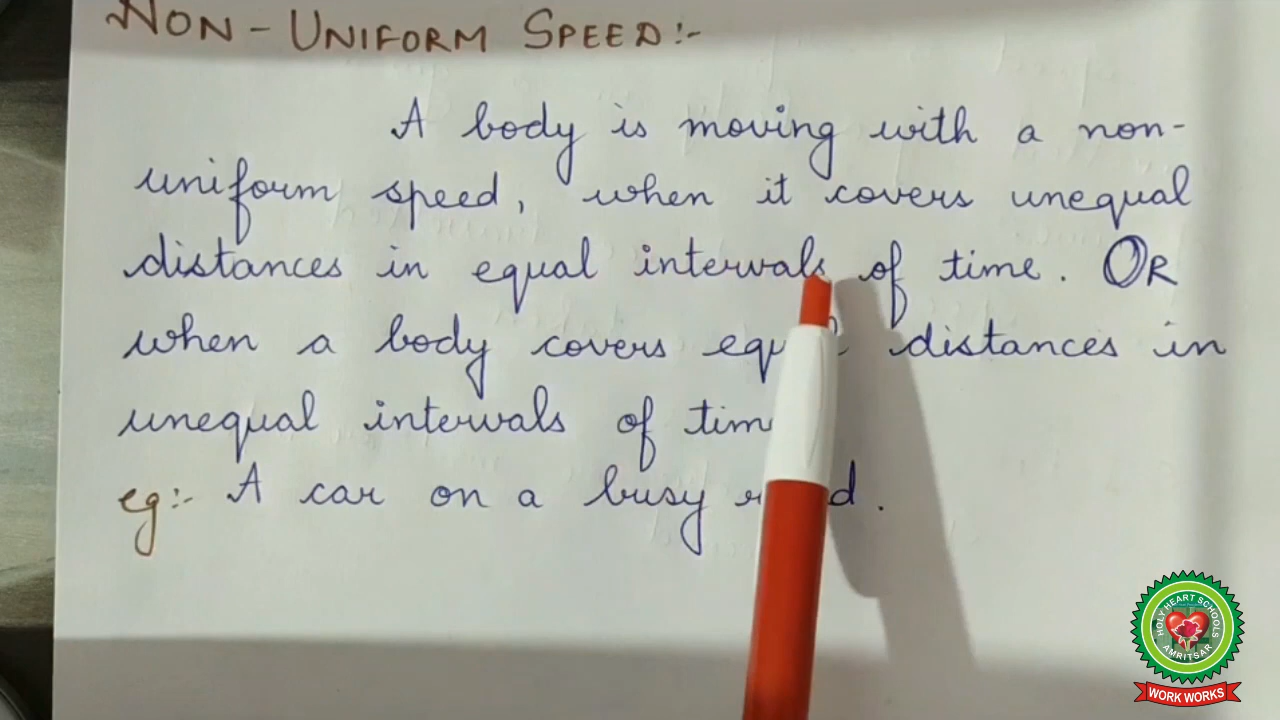 NON-UNIFORM SPEED:-
A body is moving with a non-
uniform speed, when it covers unequal
distances in equal intervals of time. OR
when a body covers distances in
unequal intervals of
eg:- A car on a busy
HOLY HEART SCHOOLS
AMRITSAR
WORK WORKS